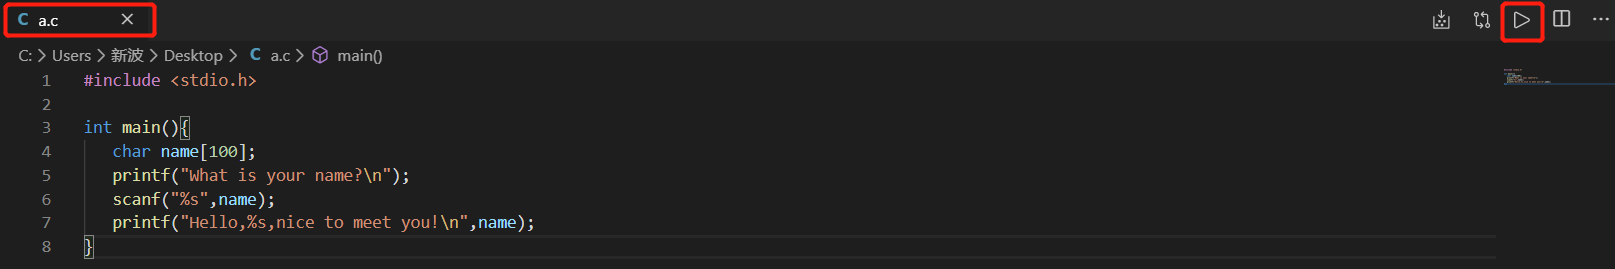 C a.c
C: > Users > 新波 > Desktop > C a.c > main()
1 #include <stdio.h>
2
3 int main(){
4 char name[100];
5 printf("What is your name?\n");
6 scanf("%s",name);
7 printf("Hello,%s,nice to meet you!\n",name);
8 }